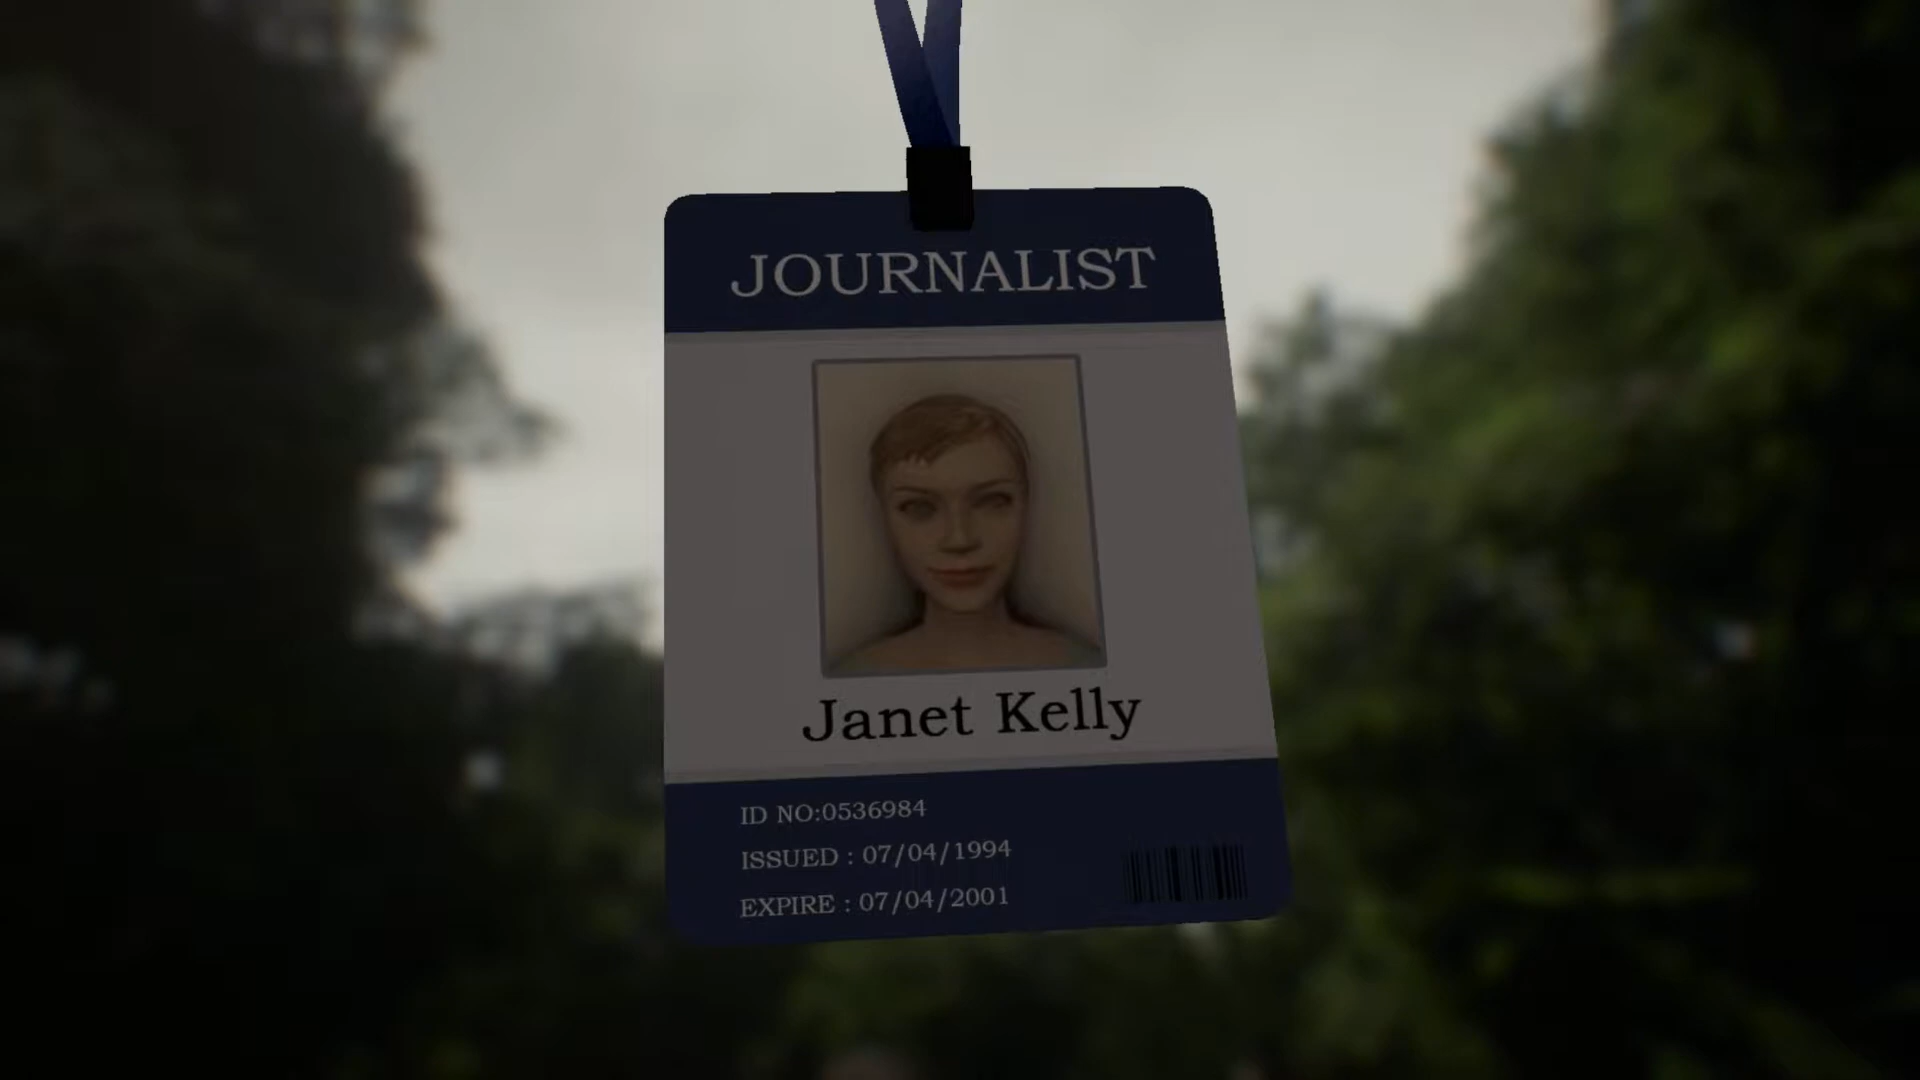 JOURNALIST
Janet Kelly
ID NO:0536984
ISSUED : 07/04/1994
EXPIRE : 07/04/2001